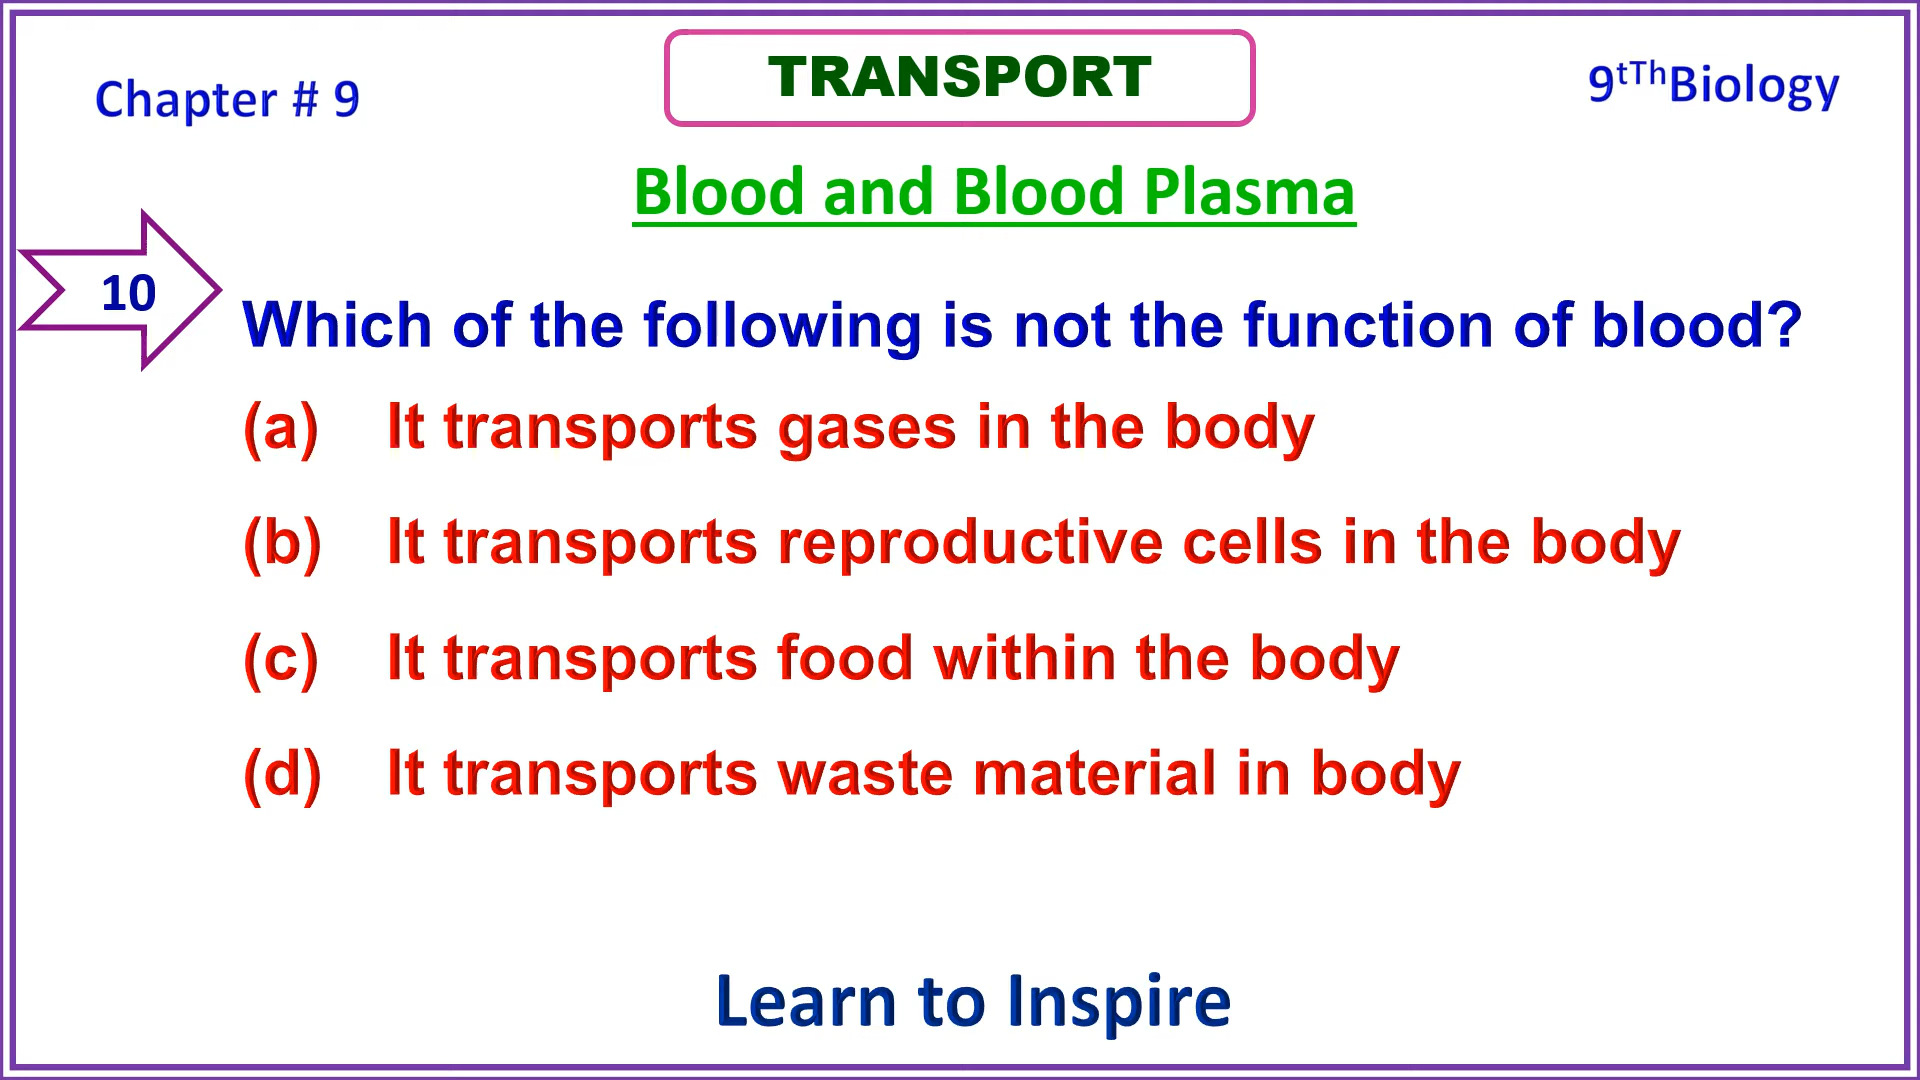 TRANSPORT
Chapter # 9
9tThBiology
Blood and Blood Plasma
10
Which of the following is not the function of blood?
(a) It transports gases in the body
(b) It transports reproductive cells in the body
(c) It transports food within the body
(d) It transports waste material in body
Learn to Inspire